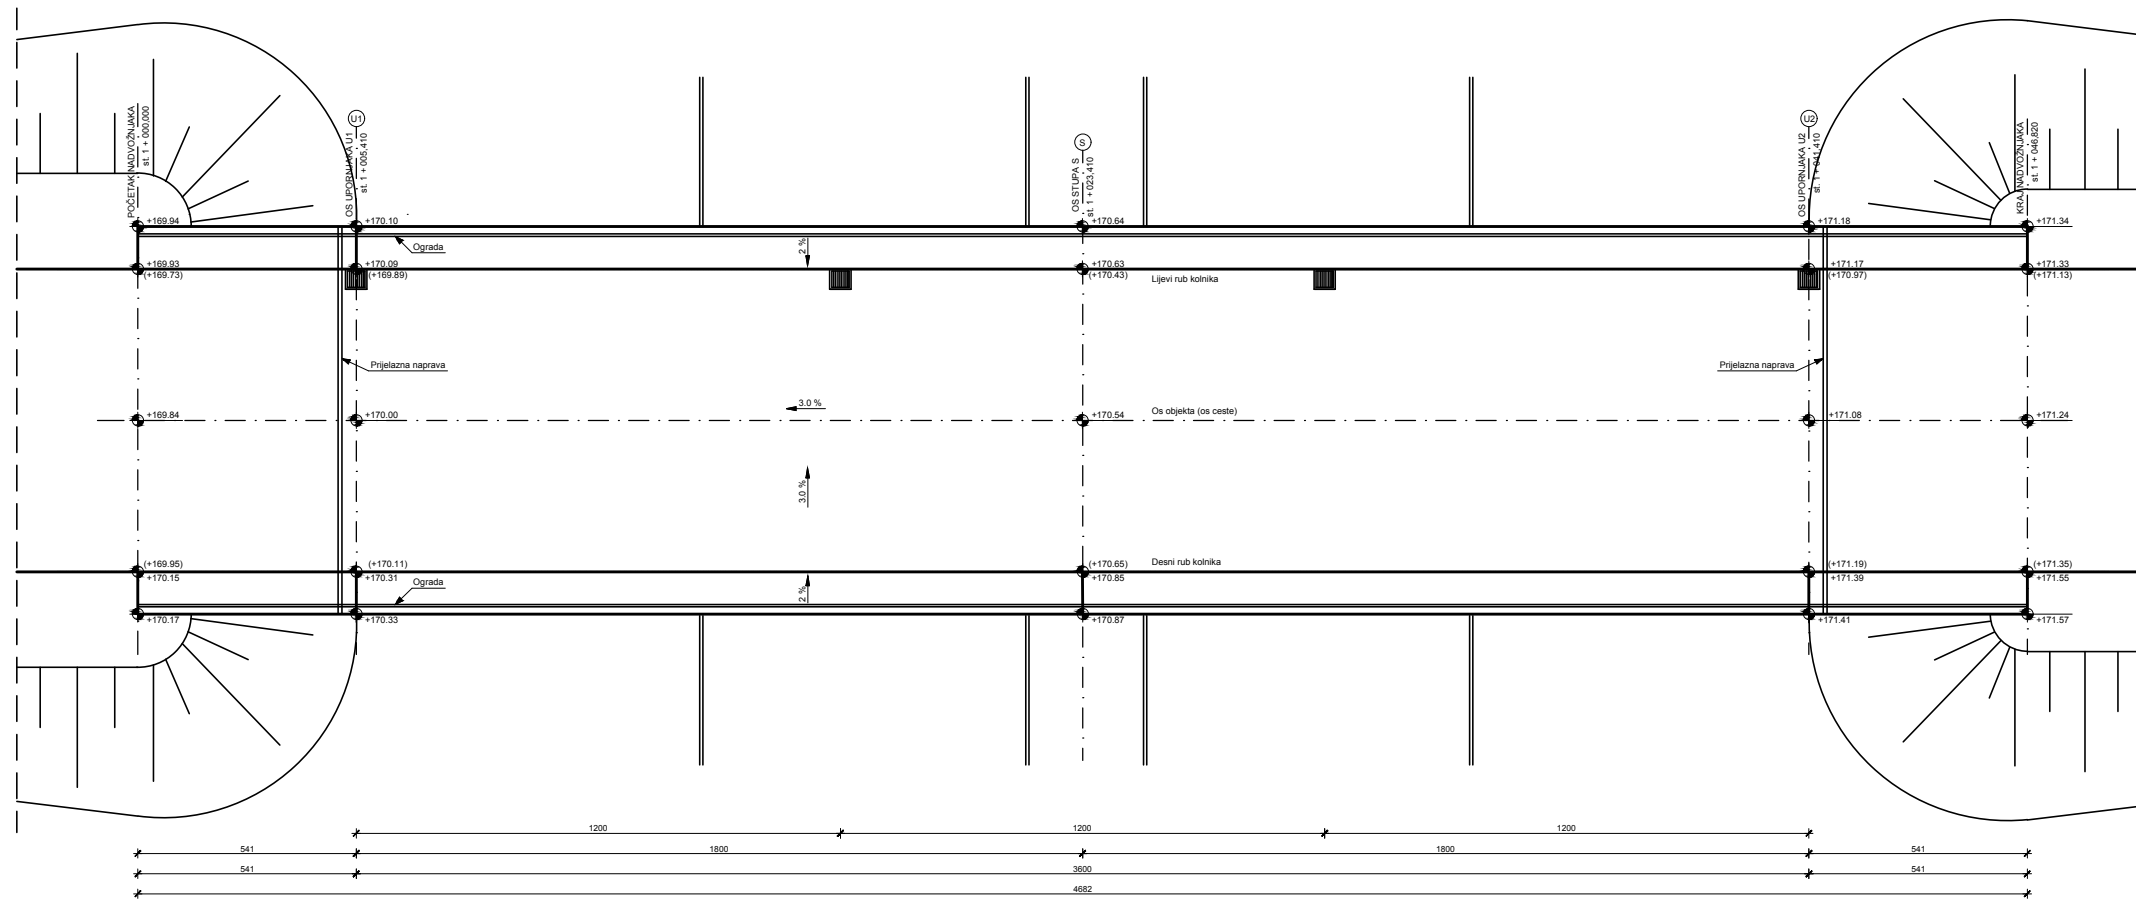 POČETAK NADVOŽNJAKA
st. 1 + 000,000
U1
OS UPORNJAKA U1
st. 1 + 005,410
S
OS STUPA S
st. 1 + 023,410
U2
OS UPORNJAKA U2
st. 1 + 041,410
KRAJ NADVOŽNJAKA
st. 1 + 046,820
+169.94
+170.10
+170.64
+171.18
+171.34
Ograda
2 %
+169.93
+170.09
+170.63
+171.17
+171.33
(+169.73)
(+169.89)
(+170.43)
(+170.97)
(+171.13)
Lijevi rub kolnika
Prijelazna naprava
Prijelazna naprava
3.0 %
+169.84
+170.00
+170.54
Os objekta (os ceste)
+171.08
+171.24
3.0 %
(+169.95)
(+170.11)
(+170.65)
Desni rub kolnika
(+171.19)
(+171.35)
+170.15
+170.31
+170.85
+171.39
+171.55
Ograda
2 %
+170.17
+170.33
+170.87
+171.41
+171.57
1200
1200
1200
541
1800
1800
541
541
3600
541
4682